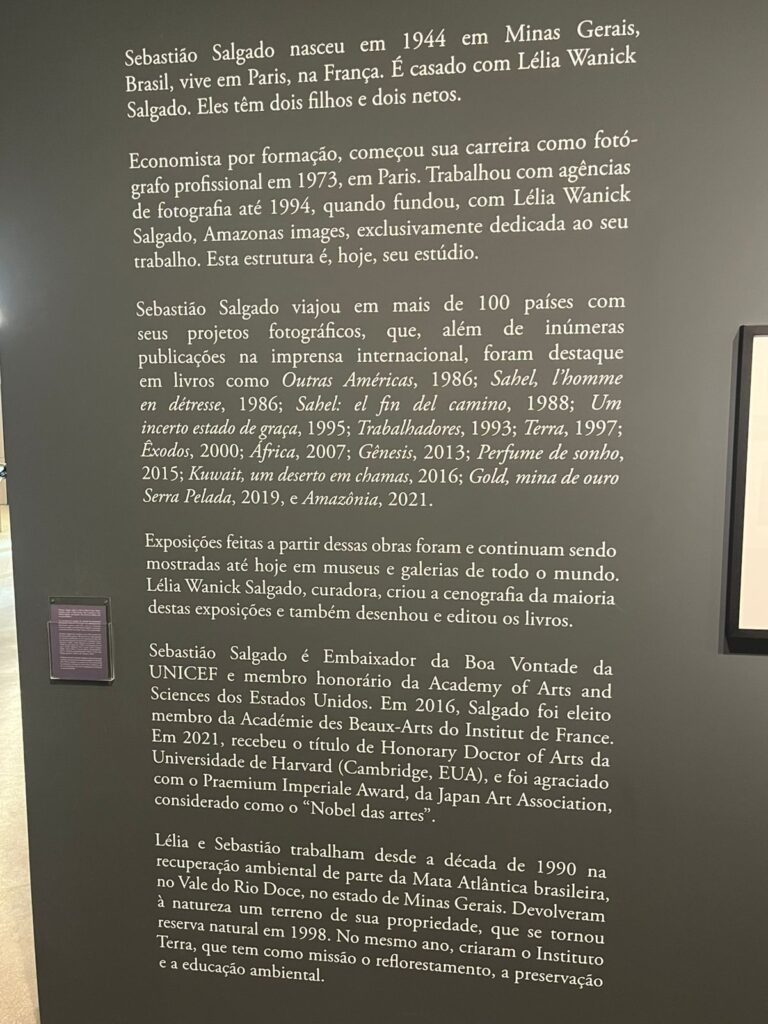 Sebastião Salgado nasceu em 1944 em Minas Gerais,
Brasil, vive em Paris, na França. É casado com Lélia Wanick
Salgado. Eles têm dois filhos e dois netos.
Economista por formação, começou sua carreira como fotó-
grafo profissional em 1973, em Paris. Trabalhou com agências
de fotografia até 1994, quando fundou, com Lélia Wanick
Salgado, Amazonas images, exclusivamente dedicada ao seu
trabalho. Esta estrutura é, hoje, seu estúdio.
Sebastião Salgado viajou em mais de 100 países com
seus projetos fotográficos, que, além de inúmeras
publicações na imprensa internacional, foram destaque
em livros como Outras Américas, 1986; Sahel, l'homme
en détresse, 1986; Sahel: el fin del camino, 1988; Um
incerto estado de graça, 1995; Trabalhadores, 1993; Terra, 1997;
Êxodos, 2000; África, 2007; Gênesis, 2013; Perfume de sonho,
2015; Kuwait, um deserto em chamas, 2016; Gold, mina de ouro
Serra Pelada, 2019, e Amazônia, 2021.
Exposições feitas a partir dessas obras foram e continuam sendo
mostradas até hoje em museus e galerias de todo o mundo.
Lélia Wanick Salgado, curadora, criou a cenografia da maioria
destas exposições e também desenhou e editou os livros.
Sebastião Salgado é Embaixador da Boa Vontade da
UNICEF e membro honorário da Academy of Arts and
Sciences dos Estados Unidos. Em 2016, Salgado foi eleito
membro da Académie des Beaux-Arts do Institut de France.
Em 2021, recebeu o título de Honorary Doctor of Arts da
Universidade de Harvard (Cambridge, EUA), e foi agraciado
com o Praemium Imperiale Award, da Japan Art Association,
considerado como o “Nobel das artes”.
Lélia e Sebastião trabalham desde a década de 1990 na
recuperação ambiental de parte da Mata Atlântica brasileira,
no Vale do Rio Doce, no estado de Minas Gerais. Devolveram
à natureza um terreno de sua propriedade, que se tornou
reserva natural em 1998. No mesmo ano, criaram o Instituto
Terra, que tem como missão o reflorestamento, a preservação
e a educação ambiental.